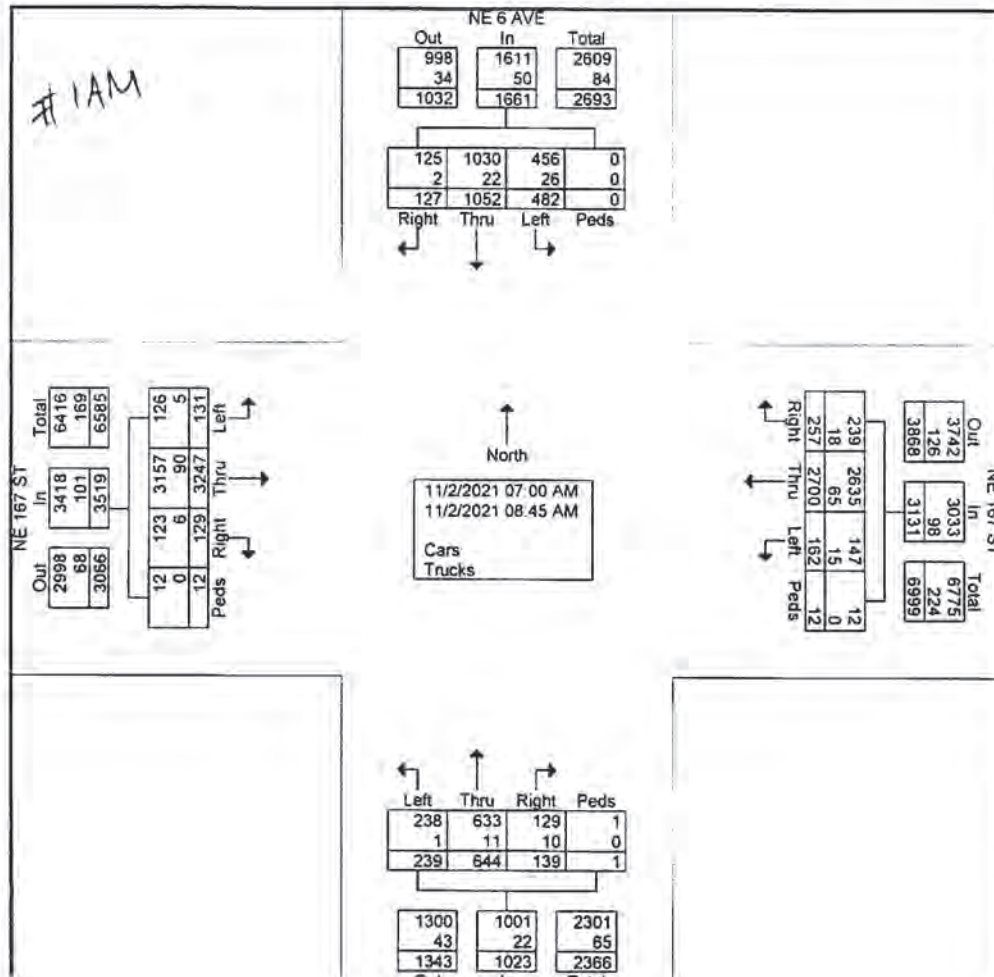 #1AM
NE 6 AVE
Out In Total
998 1611 2609
34 50 84
1032 1661 2693
125 1030 456 0
2 22 26 0
127 1052 482 0
Right Thru Left Peds
NE 167 ST
Total In Out
6416 3418 2998
169 101 68
6585 3519 3066
126 3157 123 12
5 90 6 0
131 3247 129 12
Left Thru Right Peds
North
11/2/2021 07:00 AM
11/2/2021 08:45 AM
Cars
Trucks
Right Thru Left Peds
239 2635 147 12
18 65 15 0
257 2700 162 12
Out In Total
3742 3033 6775
126 98 224
3868 3131 6999
NE 167 ST
Left Thru Right Peds
238 633 129 1
1 11 10 0
239 644 139 1
1300 1001 2301
43 22 65
1343 1023 2366